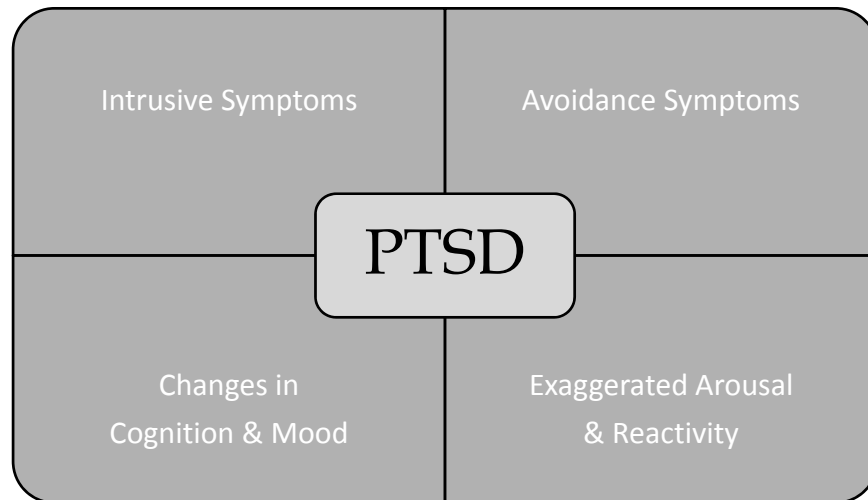 Intrusive Symptoms
Avoidance Symptoms
PTSD
Changes in
Cognition & Mood
Exaggerated Arousal
& Reactivity